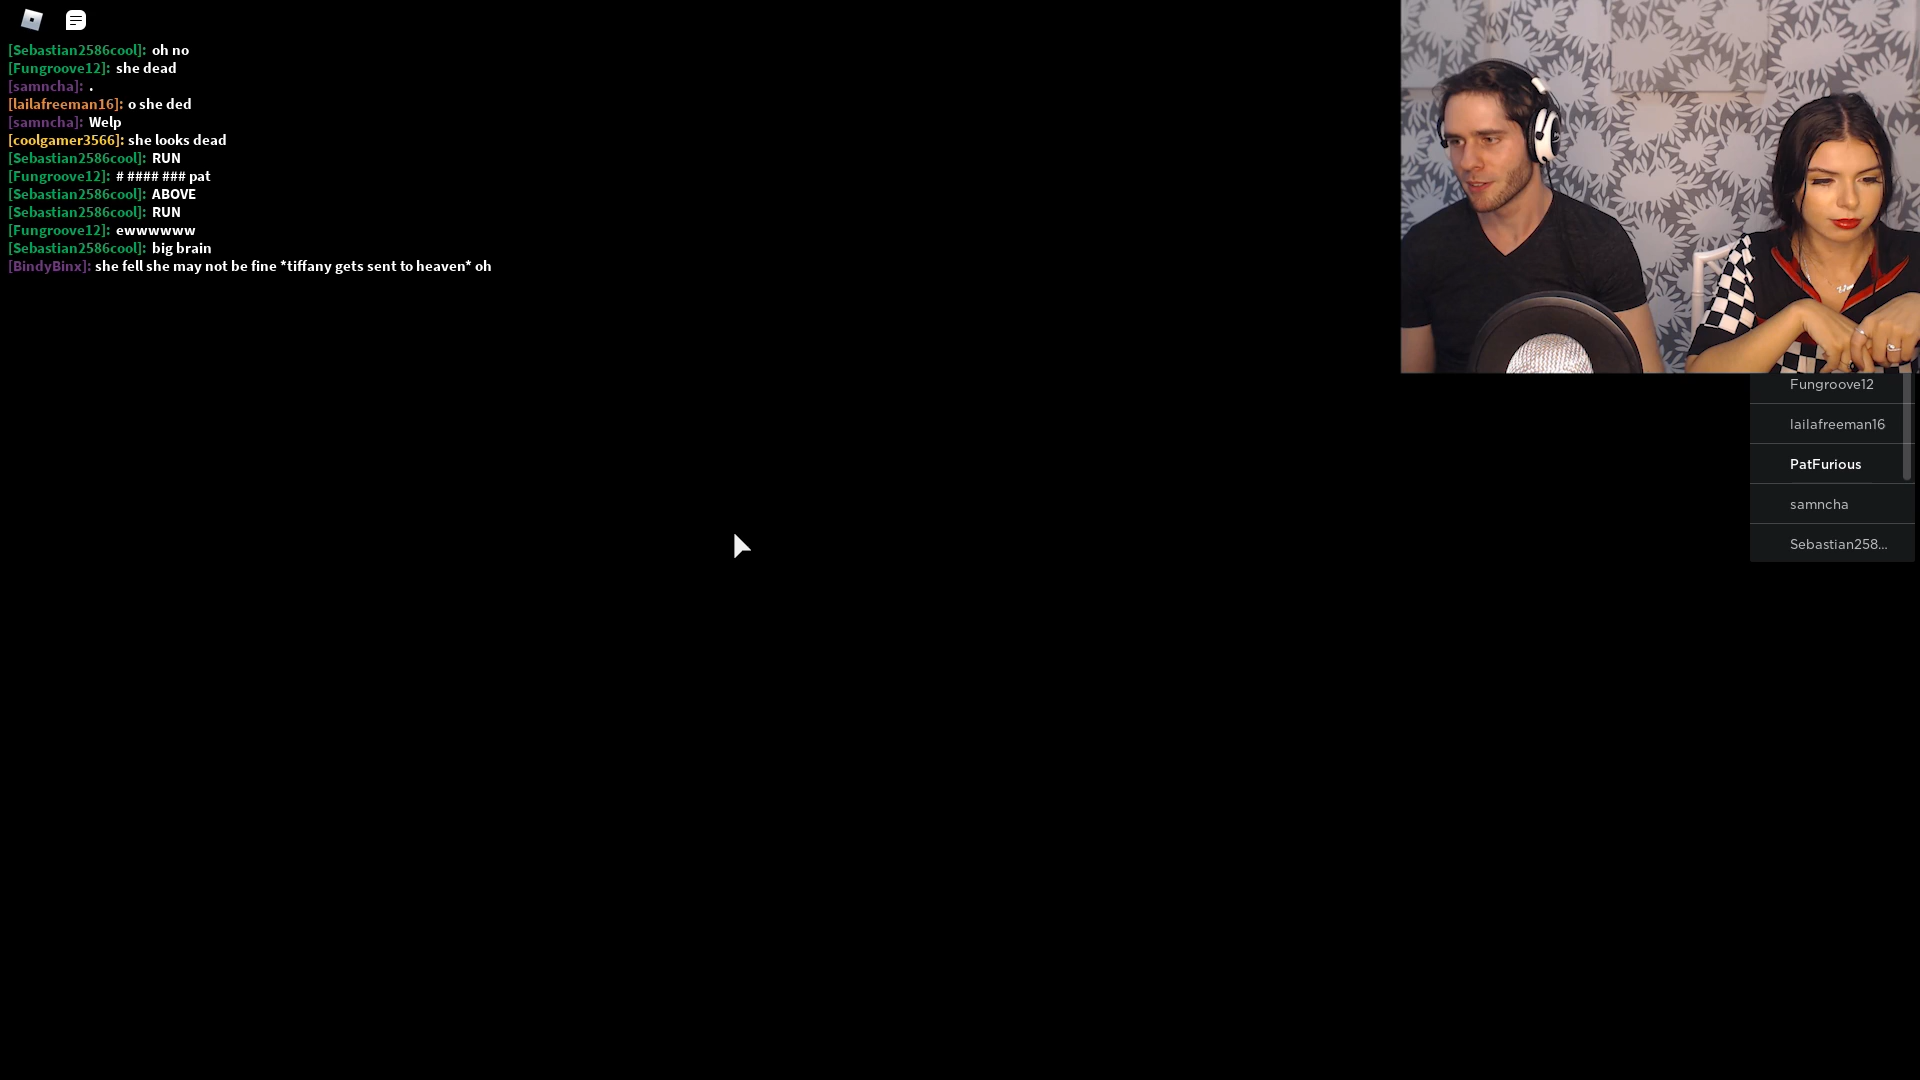 [Sebastian2586cool]: oh no
[Fungroove12]: she dead
[samncha]: .
[lailafreeman16]: o she ded
[samncha]: Welp
[coolgamer3566]: she looks dead
[Sebastian2586cool]: RUN
[Fungroove12]: # #### ### pat
[Sebastian2586cool]: ABOVE
[Sebastian2586cool]: RUN
[Fungroove12]: ewwwwww
[Sebastian2586cool]: big brain
[BindyBinx]: she fell she may not be fine *tiffany gets sent to heaven* oh
Fungroove12
lailafreeman16
PatFurious
samncha
Sebastian258...